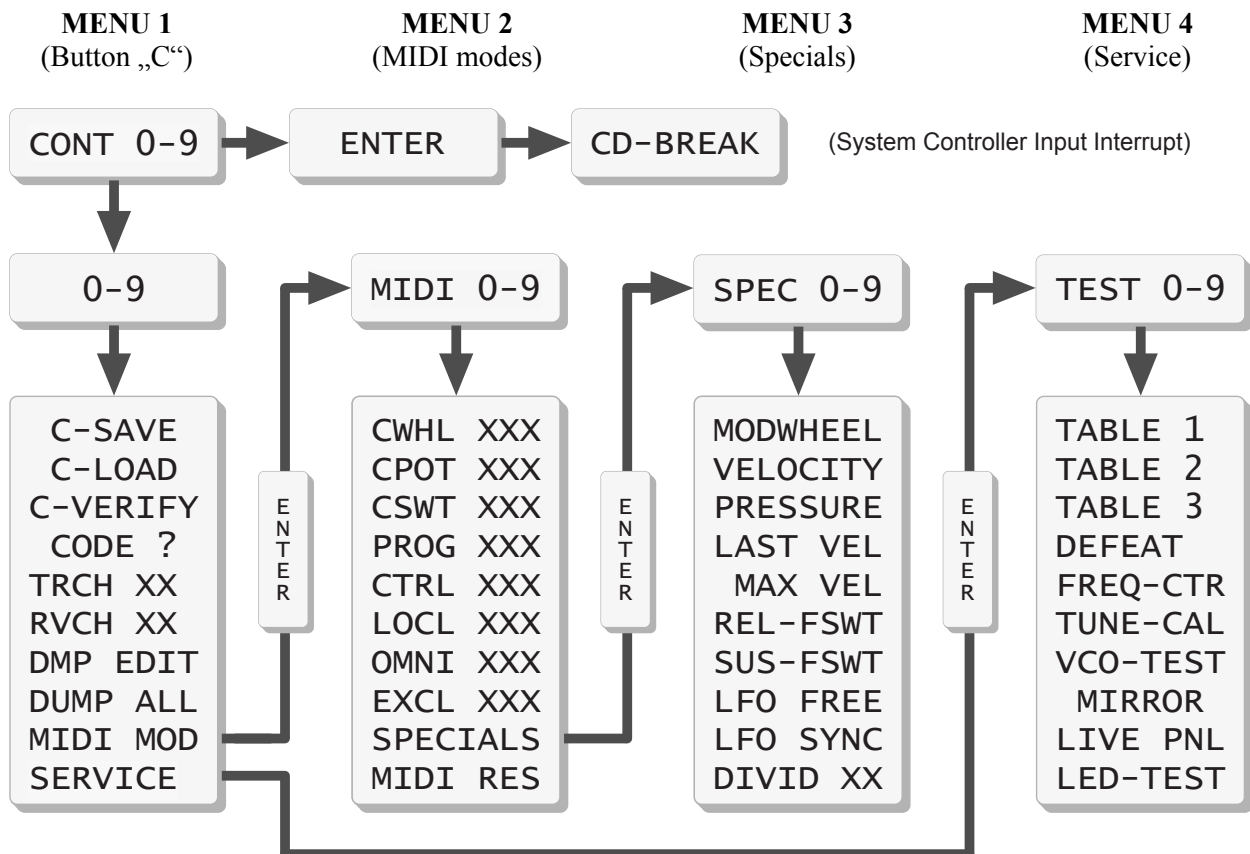 MENU 1
(Button „C“)
MENU 2
(MIDI modes)
MENU 3
(Specials)
MENU 4
(Service)
CONT 0-9
ENTER
CD-BREAK
(System Controller Input Interrupt)
0-9
MIDI 0-9
SPEC 0-9
TEST 0-9
C-SAVE
C-LOAD
C-VERIFY
CODE ?
TRCH XX
RVCH XX
DMP EDIT
DUMP ALL
MIDI MOD
SERVICE
ENTER
CWHL XXX
CPOT XXX
CSWT XXX
PROG XXX
CTRL XXX
LOCL XXX
OMNI XXX
EXCL XXX
SPECIALS
MIDI RES
ENTER
MODWHEEL
VELOCITY
PRESSURE
LAST VEL
MAX VEL
REL-FSWT
SUS-FSWT
LFO FREE
LFO SYNC
DIVID XX
ENTER
TABLE 1
TABLE 2
TABLE 3
DEFEAT
FREQ-CTR
TUNE-CAL
VCO-TEST
MIRROR
LIVE PNL
LED-TEST